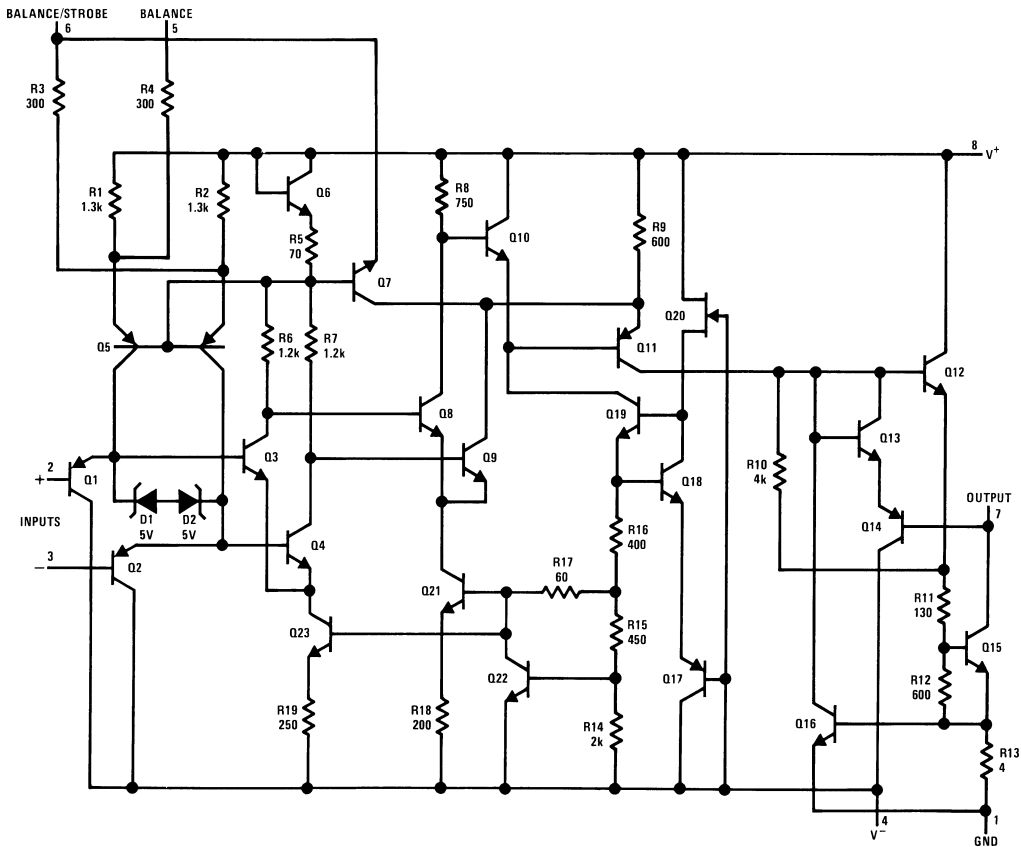 BALANCE/STROBE
6
BALANCE
5
R3
300
R4
300
8
V+
R1
1.3k
R2
1.3k
Q6
R8
750
Q10
R9
600
R5
70
Q7
Q20
Q5
R6
1.2k
R7
1.2k
Q11
Q12
Q8
Q19
Q13
Q3
Q9
Q18
R10
4k
+
2
Q1
OUTPUT
7
INPUTS
D1
5V
D2
5V
Q14
R16
400
−
3
Q2
Q4
R17
60
Q21
R11
130
Q23
R15
450
Q15
Q22
Q17
R12
600
R19
250
R18
200
R14
2k
Q16
R13
4
4
V−
1
GND